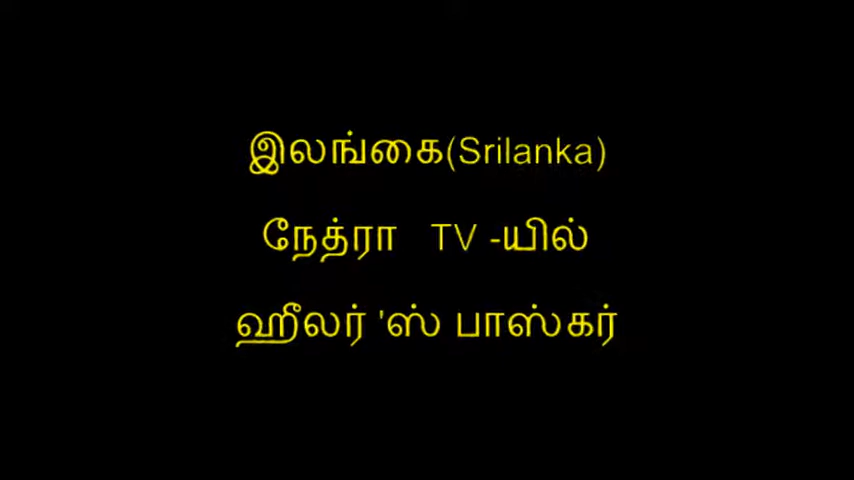 இலங்கை(Srilanka)
நேத்ரா TV -யில்
ஹீலர் 'ஸ் பாஸ்கர்